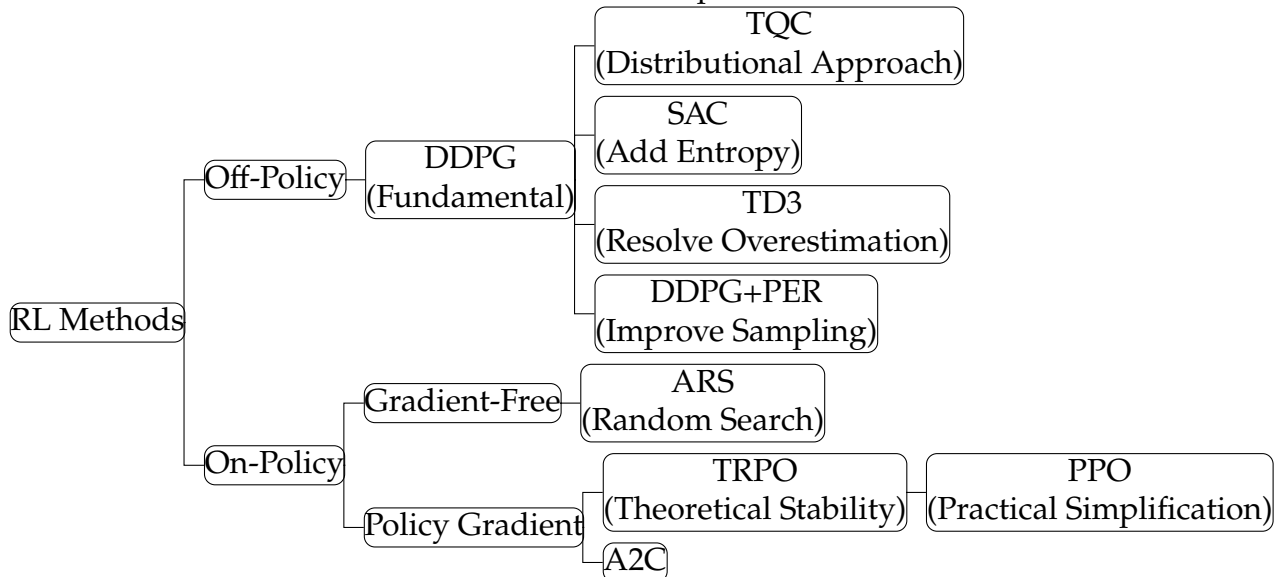 TQC
(Distributional Approach)
SAC
(Add Entropy)
Off-Policy
DDPG
(Fundamental)
TD3
(Resolve Overestimation)
DDPG+PER
(Improve Sampling)
RL Methods
Gradient-Free
ARS
(Random Search)
On-Policy
TRPO
(Theoretical Stability)
PPO
(Practical Simplification)
Policy Gradient
A2C